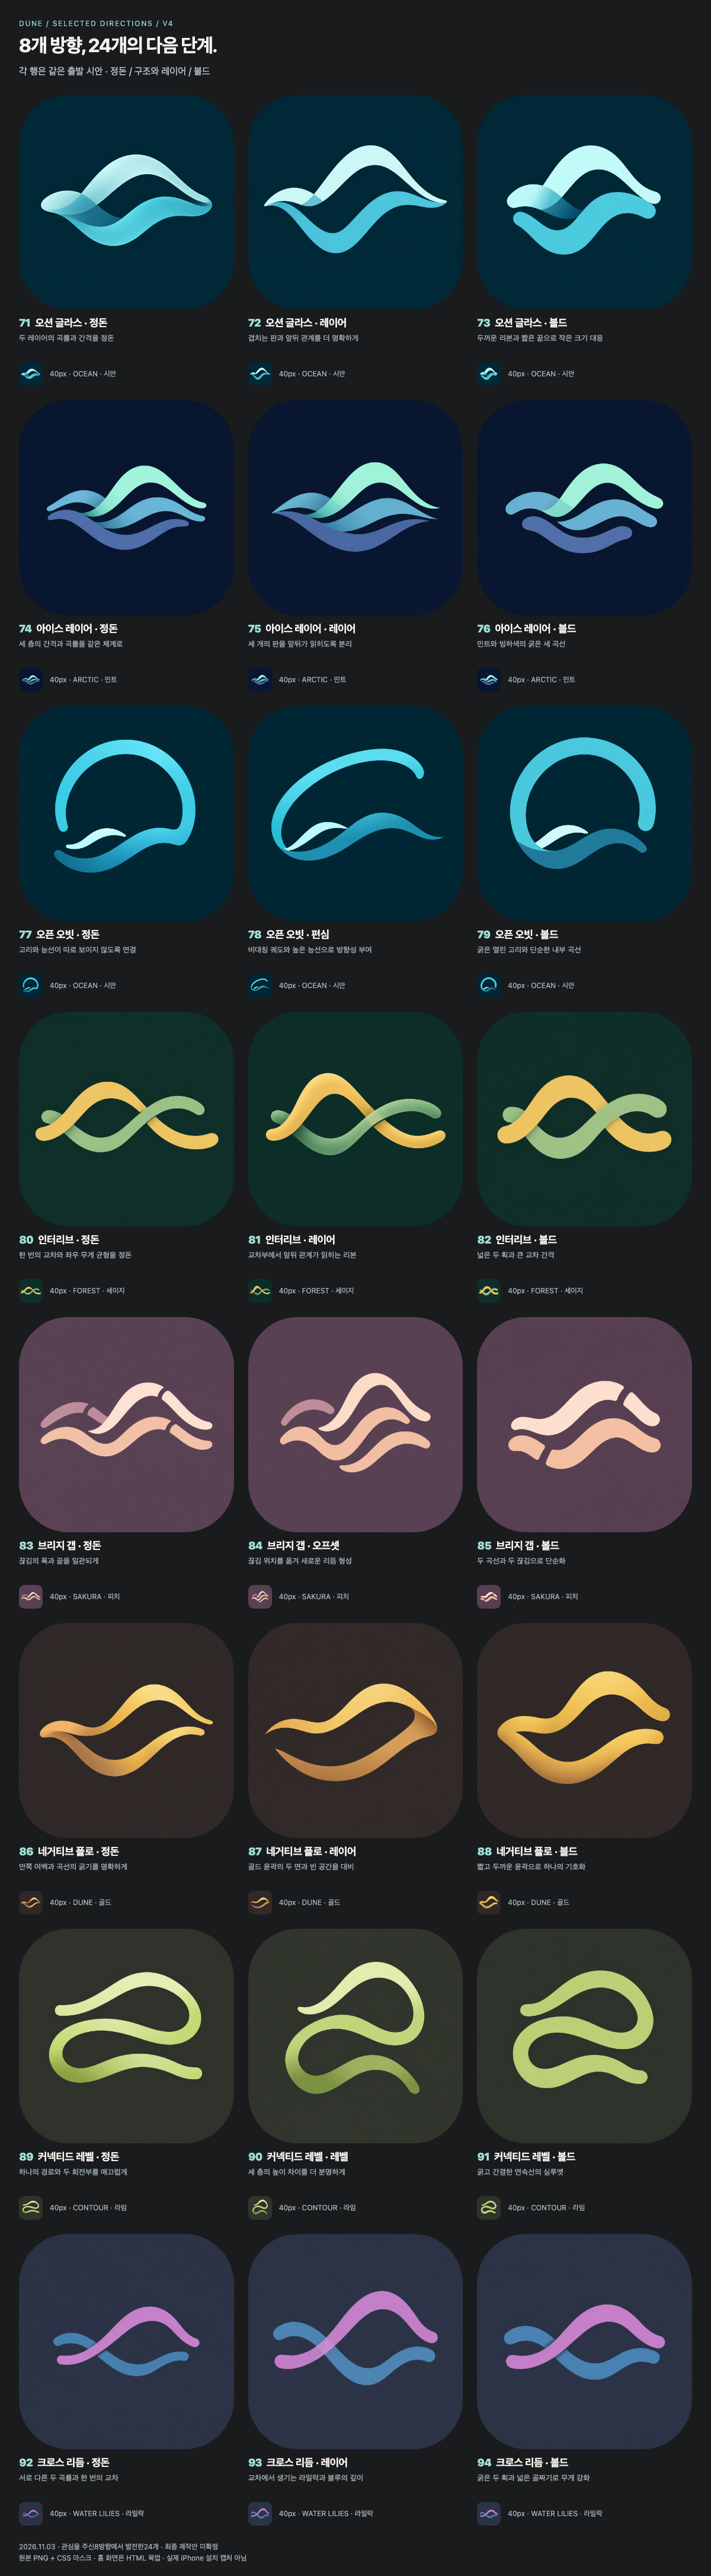 DUNE / SELECTED DIRECTIONS / V4
8개 방향, 24개의 다음 단계.
각 행은 같은 출발 시안 · 정돈 / 구조와 레이어 / 볼드
71 오션 글라스 · 정돈
두 레이어의 곡률과 간격을 정돈
40px · OCEAN · 시안
72 오션 글라스 · 레이어
겹치는 판과 앞뒤 관계를 더 명확하게
40px · OCEAN · 시안
73 오션 글라스 · 볼드
두꺼운 리본과 짧은 끝으로 작은 크기 대응
40px · OCEAN · 시안
74 아이스 레이어 · 정돈
세 층의 간격과 곡률을 같은 체계로
40px · ARCTIC · 민트
75 아이스 레이어 · 레이어
세 개의 판을 앞뒤가 읽히도록 분리
40px · ARCTIC · 민트
76 아이스 레이어 · 볼드
민트와 빙하색의 굵은 세 곡선
40px · ARCTIC · 민트
77 오픈 오빗 · 정돈
고리와 능선이 따로 보이지 않도록 연결
40px · OCEAN · 시안
78 오픈 오빗 · 편심
비대칭 궤도와 높은 능선으로 방향성 부여
40px · OCEAN · 시안
79 오픈 오빗 · 볼드
굵은 열린 고리와 단순한 내부 곡선
40px · OCEAN · 시안
80 인터리브 · 정돈
한 번의 교차와 좌우 무게 균형을 정돈
40px · FOREST · 세이지
81 인터리브 · 레이어
교차부에서 앞뒤 관계가 읽히는 리본
40px · FOREST · 세이지
82 인터리브 · 볼드
넓은 두 획과 큰 교차 간격
40px · FOREST · 세이지
83 브리지 갭 · 정돈
끊김의 폭과 끝을 일관되게
40px · SAKURA · 피치
84 브리지 갭 · 오프셋
끊김 위치를 옮겨 새로운 리듬 형성
40px · SAKURA · 피치
85 브리지 갭 · 볼드
두 곡선과 두 끊김으로 단순화
40px · SAKURA · 피치
86 네거티브 플로 · 정돈
안쪽 여백과 곡선의 굵기를 명확하게
40px · DUNE · 골드
87 네거티브 플로 · 레이어
골드 윤곽의 두 면과 빈 공간을 대비
40px · DUNE · 골드
88 네거티브 플로 · 볼드
짧고 두꺼운 윤곽으로 하나의 기호화
40px · DUNE · 골드
89 커넥티드 레벨 · 정돈
하나의 경로와 두 회전부를 매끄럽게
40px · CONTOUR · 라임
90 커넥티드 레벨 · 레벨
세 층의 높이 차이를 더 분명하게
40px · CONTOUR · 라임
91 커넥티드 레벨 · 볼드
굵고 간결한 연속선의 실루엣
40px · CONTOUR · 라임
92 크로스 리듬 · 정돈
서로 다른 두 곡률과 한 번의 교차
40px · WATER LILIES · 라일락
93 크로스 리듬 · 레이어
교차에서 생기는 라일락과 블루의 깊이
40px · WATER LILIES · 라일락
94 크로스 리듬 · 볼드
굵은 두 획과 넓은 골짜기로 무게 강화
40px · WATER LILIES · 라일락
2026.11.03 · 관심을 주신8방향에서 발전한24개 · 최종 제작안 미확정
원본 PNG + CSS 마스크 · 홈 화면은 HTML 목업 · 실제 iPhone 설치 캡처 아님